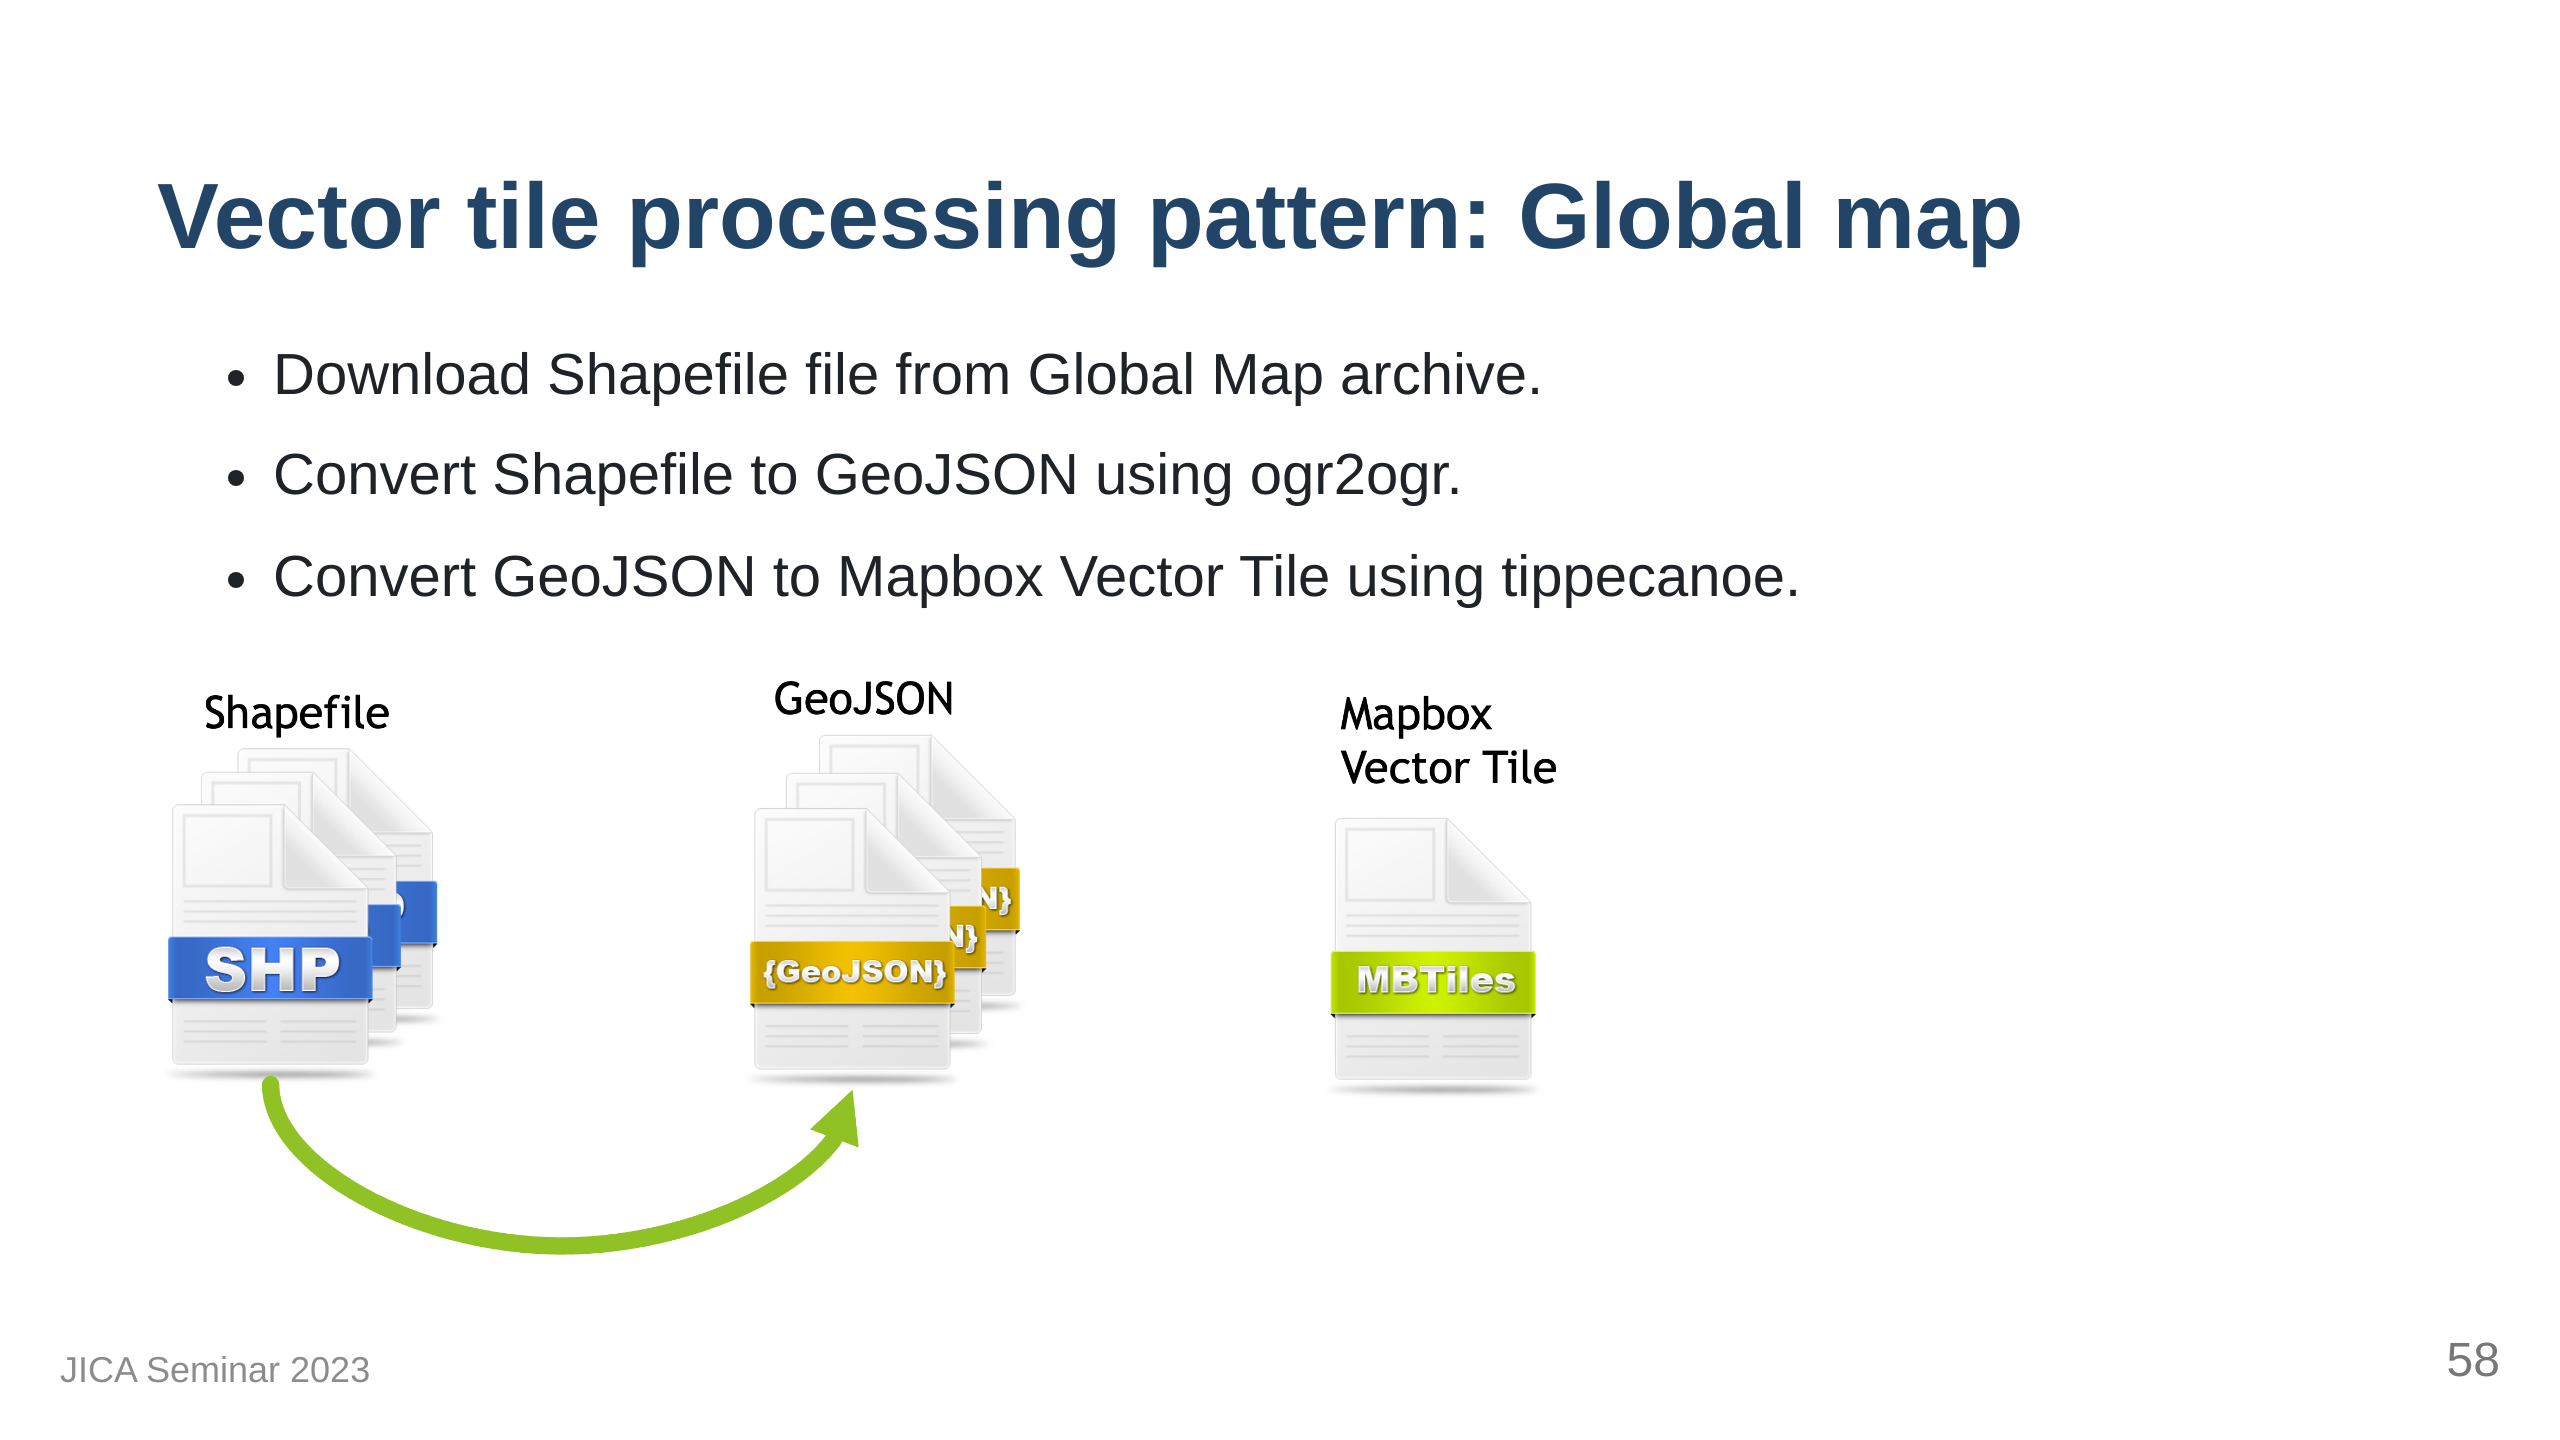 Vector tile processing pattern: Global map
• Download Shapefile file from Global Map archive.
• Convert Shapefile to GeoJSON using ogr2ogr.
• Convert GeoJSON to Mapbox Vector Tile using tippecanoe.
Shapefile
GeoJSON
Mapbox
Vector Tile
SHP
{GeoJSON}
N}
N}
MBTiles
JICA Seminar 2023
58